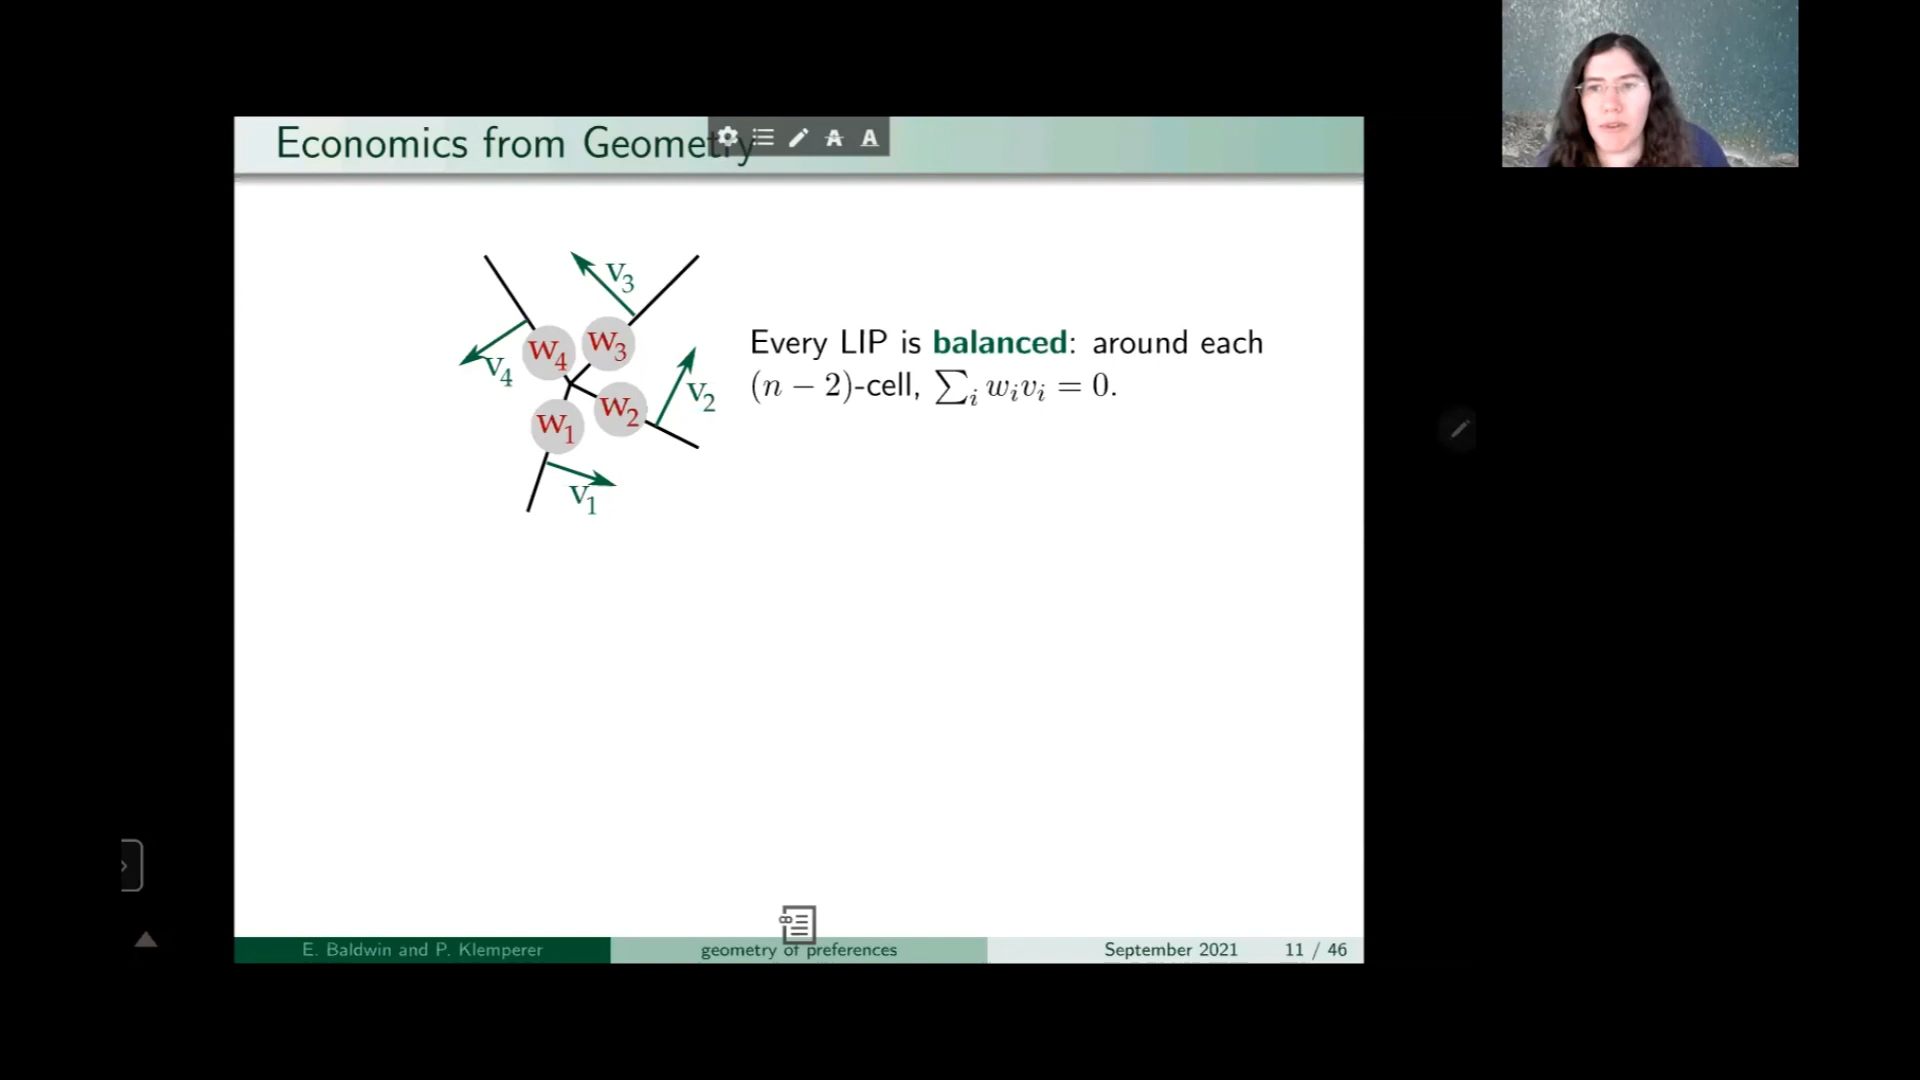 Economics from Geometry
v₃
v₄
w₄
w₃
v₂
w₂
w₁
v₁
Every LIP is balanced: around each
(n − 2)-cell, ∑ᵢ wᵢvᵢ = 0.
E. Baldwin and P. Klemperer
geometry of preferences
September 2021
11 / 46